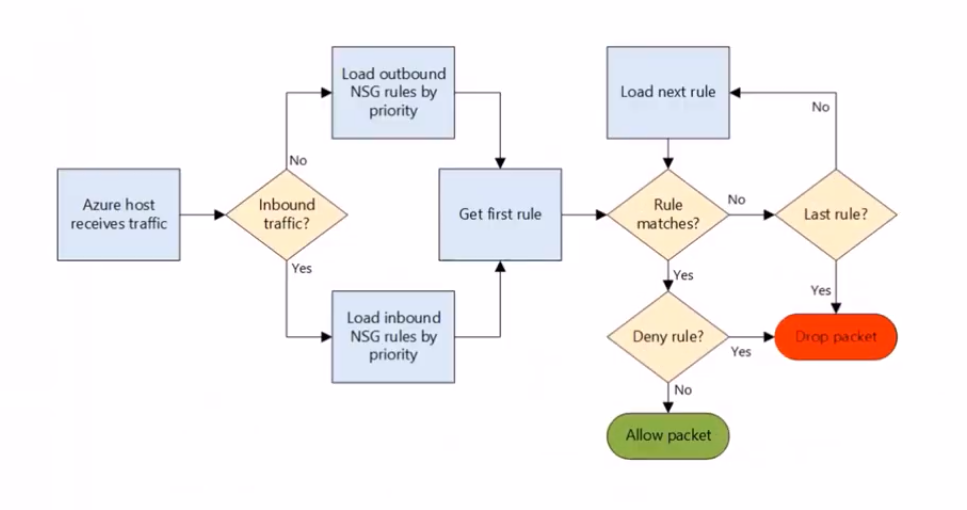 Load outbound
NSG rules by
priority
Load next rule
No
No
Azure host
receives traffic
Inbound
traffic?
Get first rule
Rule
matches?
No
Last rule?
Yes
Yes
Yes
Load inbound
NSG rules by
priority
Deny rule?
Yes
Drop packet
No
Allow packet